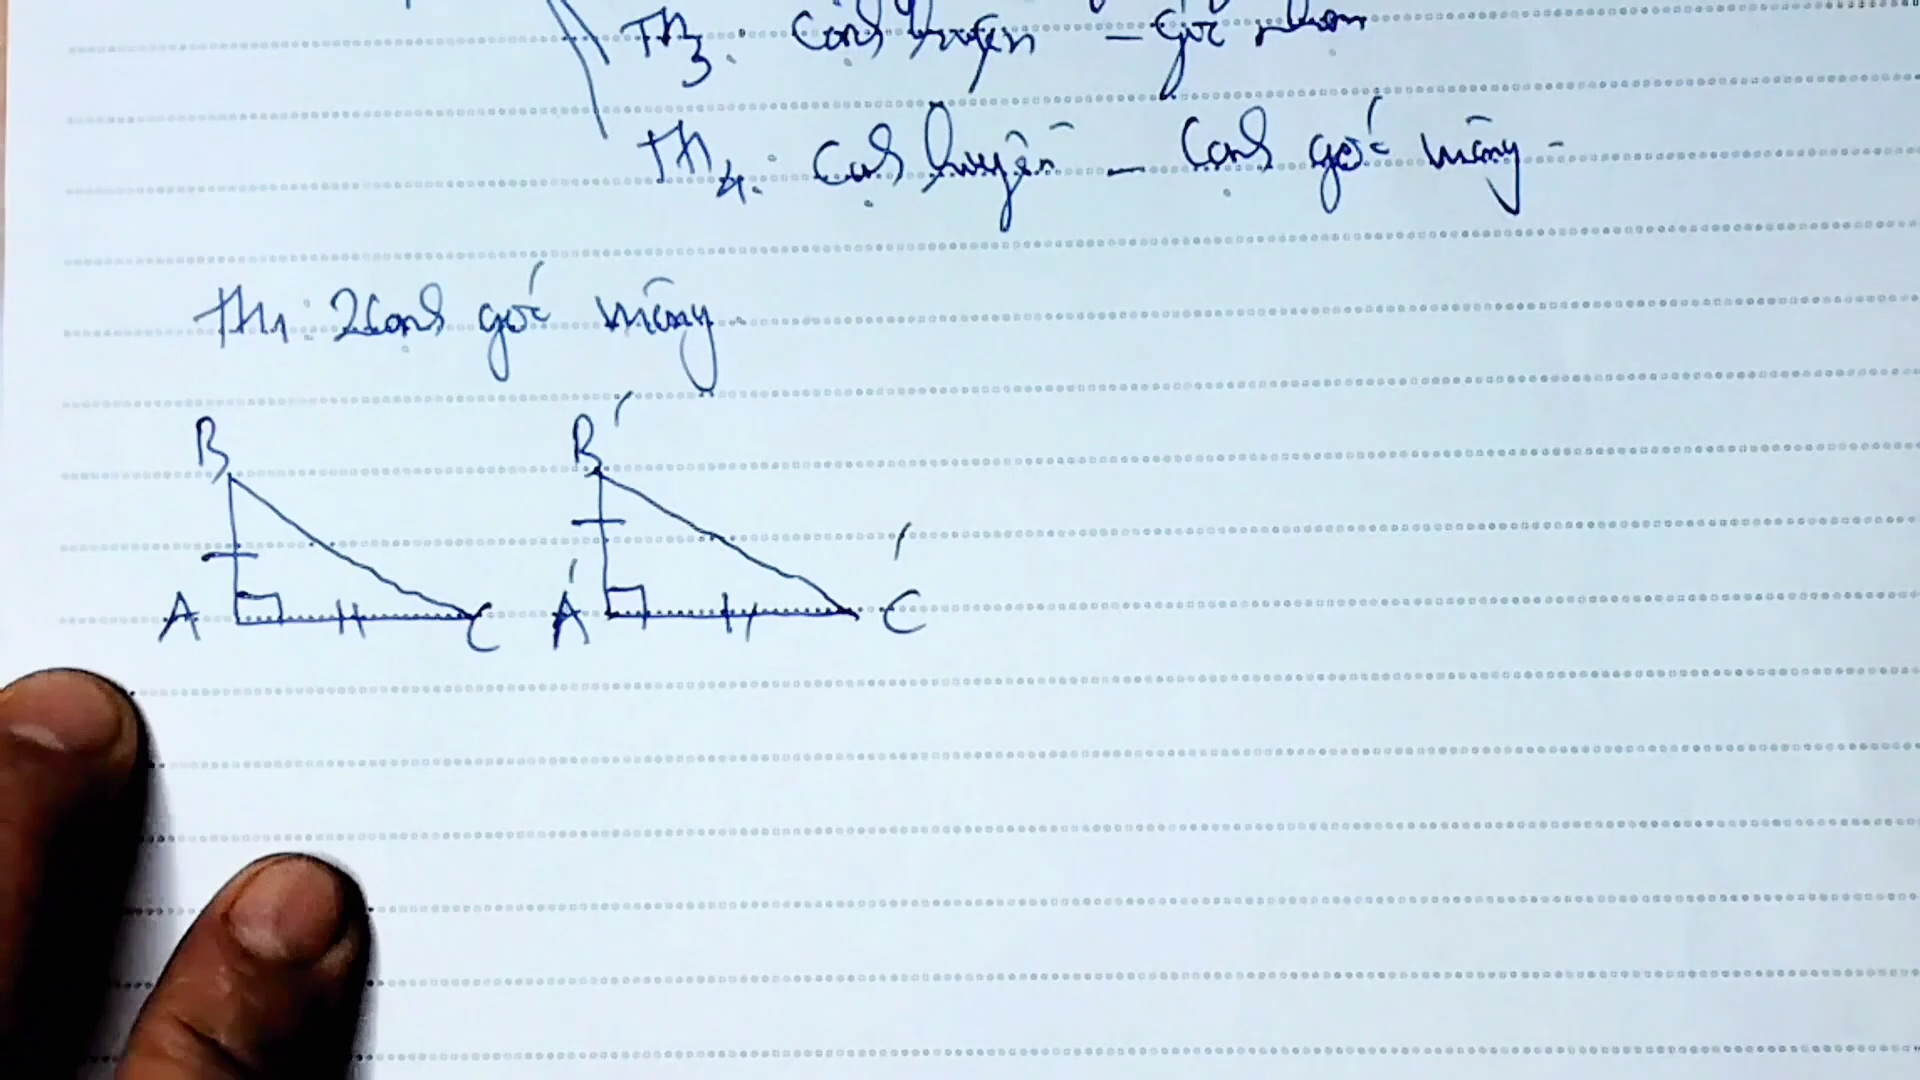 TH3: Cạnh huyền – góc nhọn
TH4: Cạnh huyền – Cạnh góc vuông
TH1: 2 cạnh góc vuông.
B B'
A C A' C'